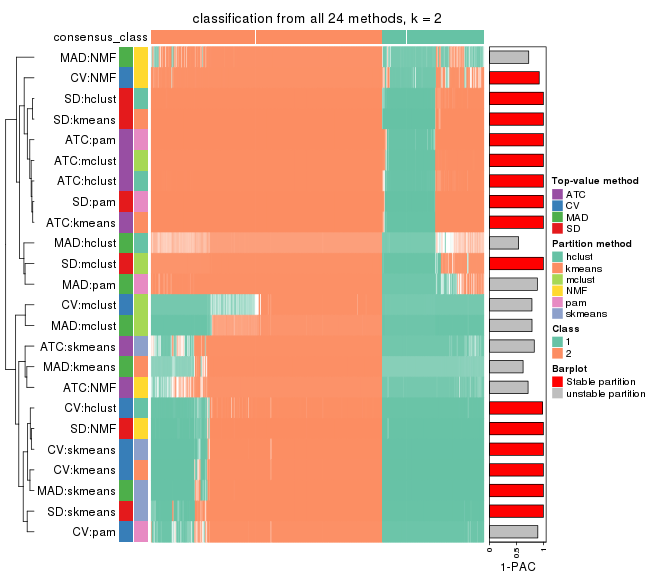 classification from all 24 methods, k = 2
consensus_class
MAD:NMF
CV:NMF
SD:hclust
SD:kmeans
ATC:pam
ATC:mclust
ATC:hclust
SD:pam
ATC:kmeans
MAD:hclust
SD:mclust
MAD:pam
CV:mclust
MAD:mclust
ATC:skmeans
MAD:kmeans
ATC:NMF
CV:hclust
SD:NMF
CV:skmeans
CV:kmeans
MAD:skmeans
SD:skmeans
CV:pam
0
0.5
1
1-PAC
Top-value method
ATC
CV
MAD
SD
Partition method
hclust
kmeans
mclust
NMF
pam
skmeans
Class
1
2
Barplot
Stable partition
unstable partition